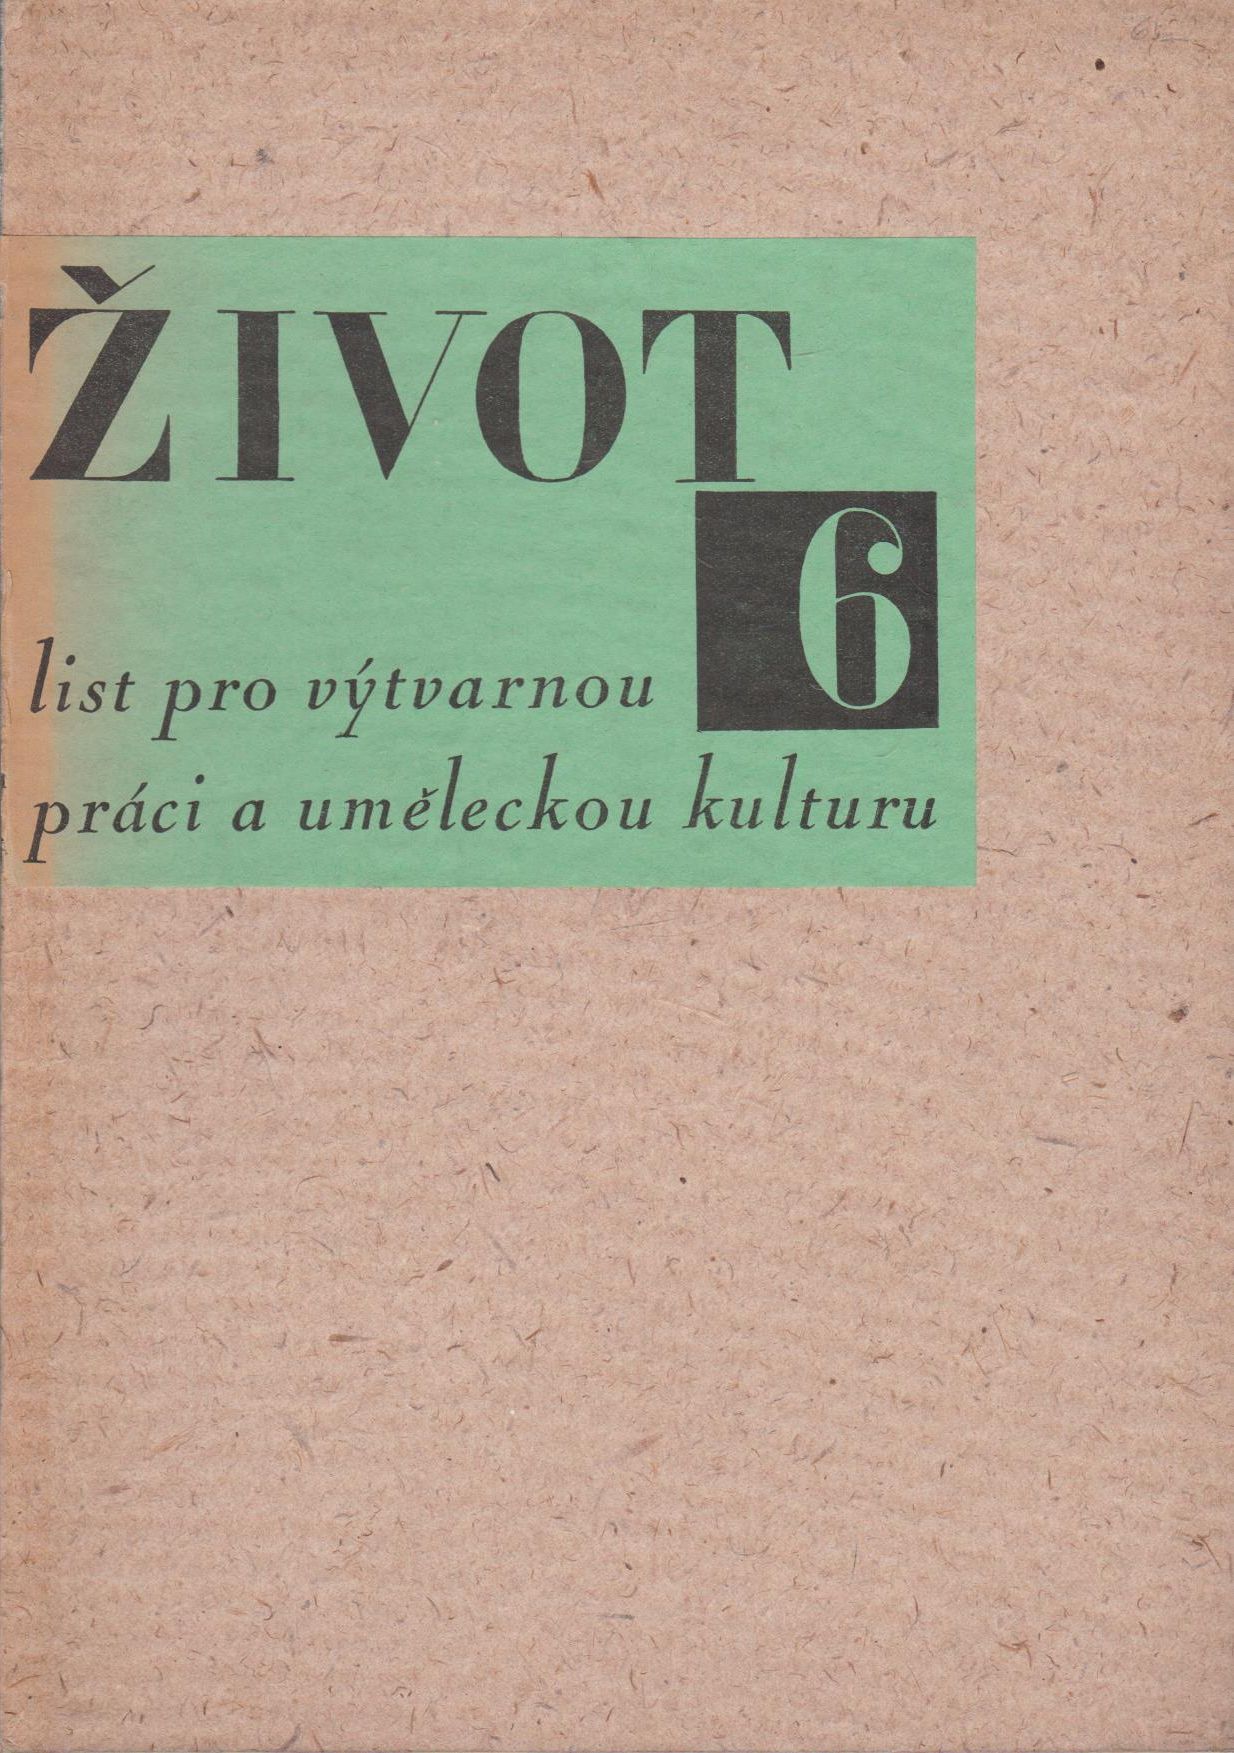 ŽIVOT
6
list pro výtvarnou
práci a uměleckou kulturu